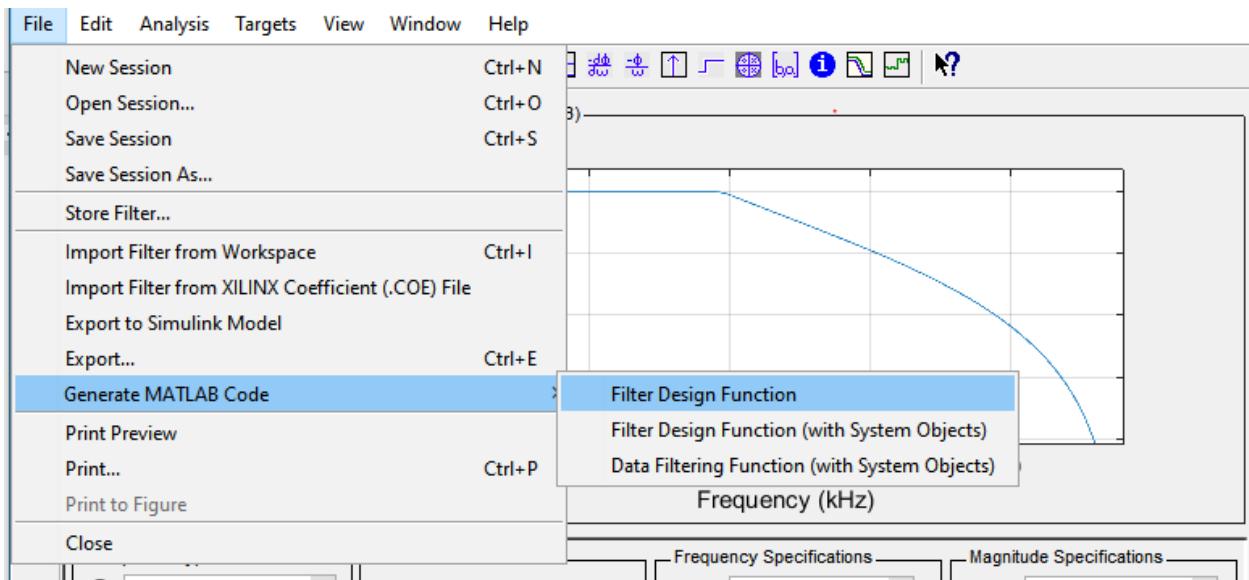 File Edit Analysis Targets View Window Help
New Session Ctrl+N
Open Session... Ctrl+O
Save Session Ctrl+S
Save Session As...
Store Filter...
Import Filter from Workspace Ctrl+I
Import Filter from XILINX Coefficient (.COE) File
Export to Simulink Model
Export... Ctrl+E
Generate MATLAB Code
Filter Design Function
Filter Design Function (with System Objects)
Data Filtering Function (with System Objects)
Print Preview
Print... Ctrl+P
Print to Figure
Close
Frequency (kHz)
Frequency Specifications
Magnitude Specifications